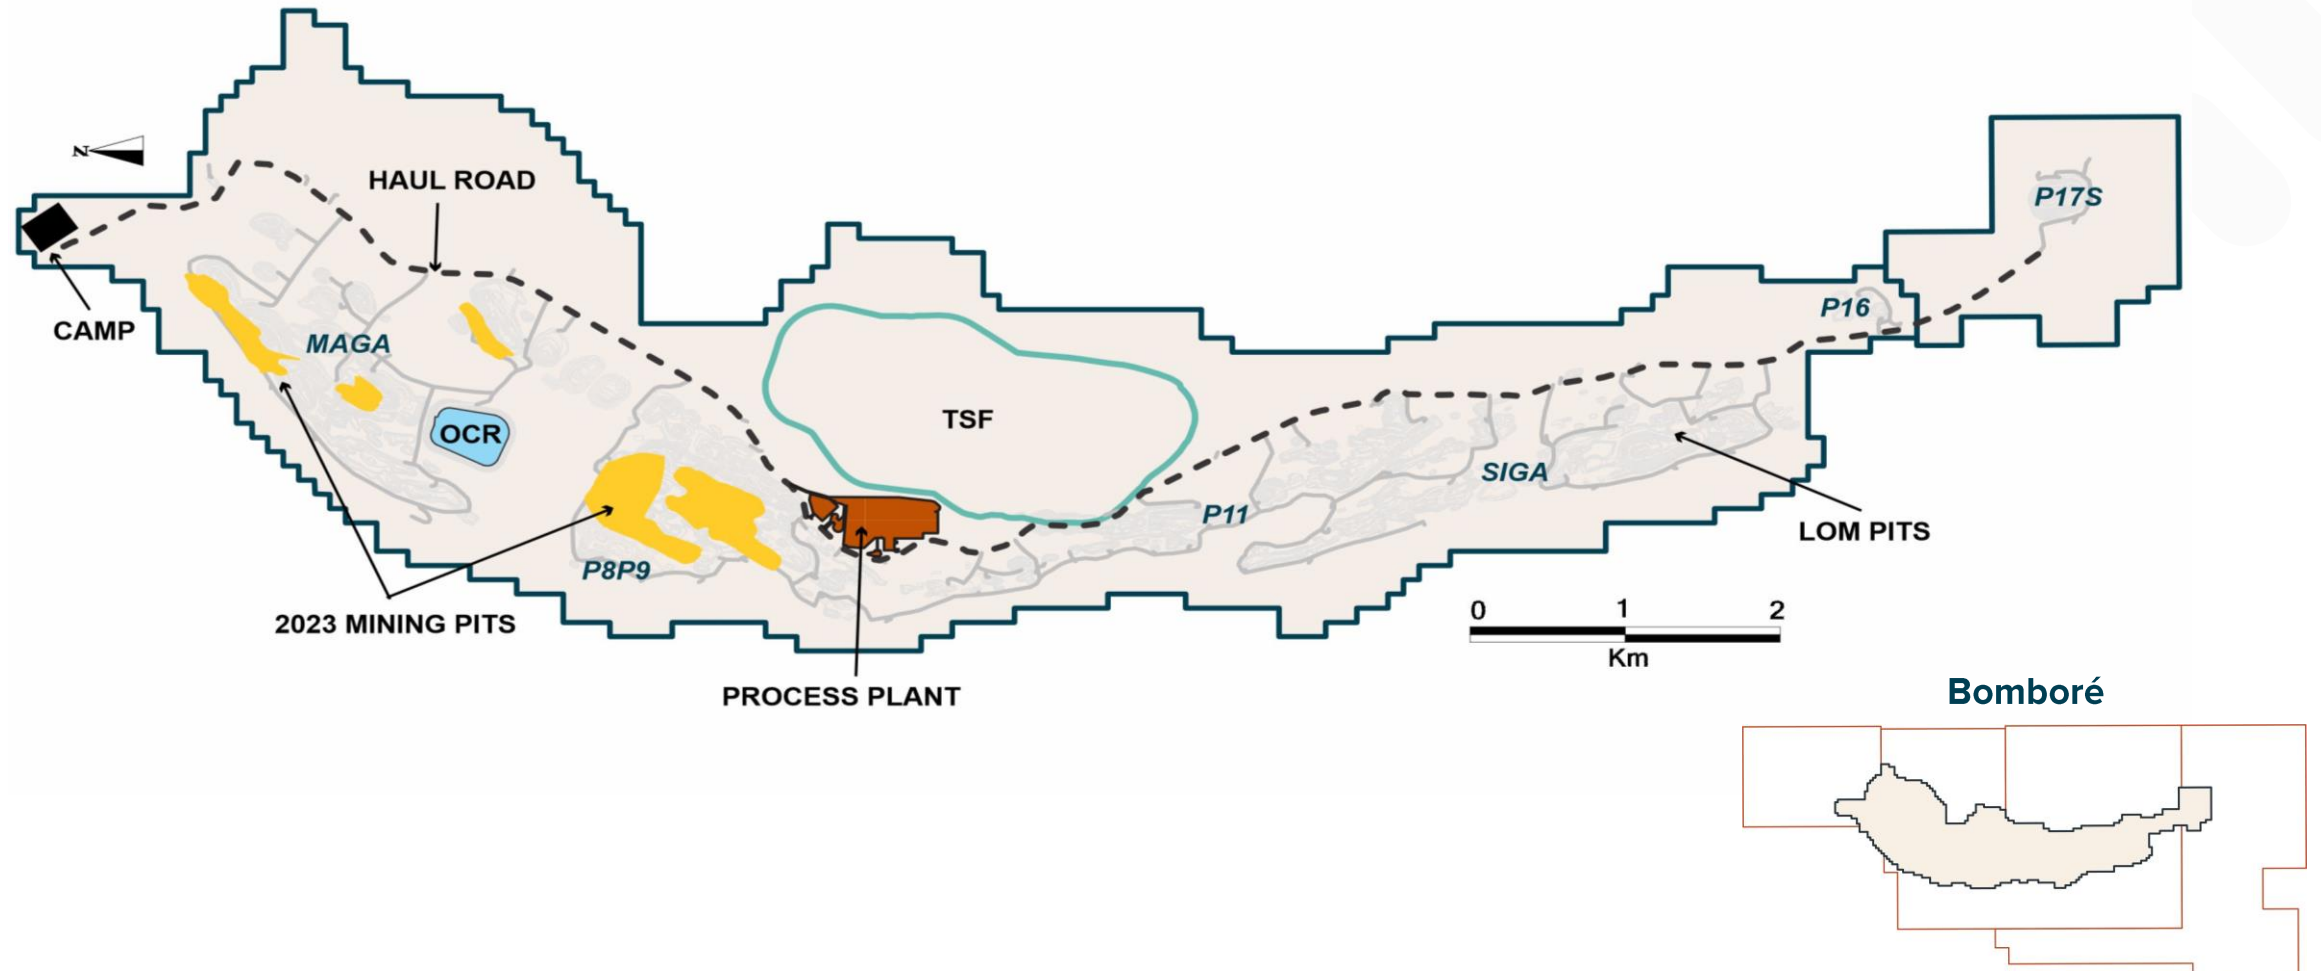 N
HAUL ROAD
P17S
P16
CAMP
MAGA
TSF
OCR
SIGA
P11
LOM PITS
P8P9
2023 MINING PITS
0 1 2
Km
PROCESS PLANT
Bomboré